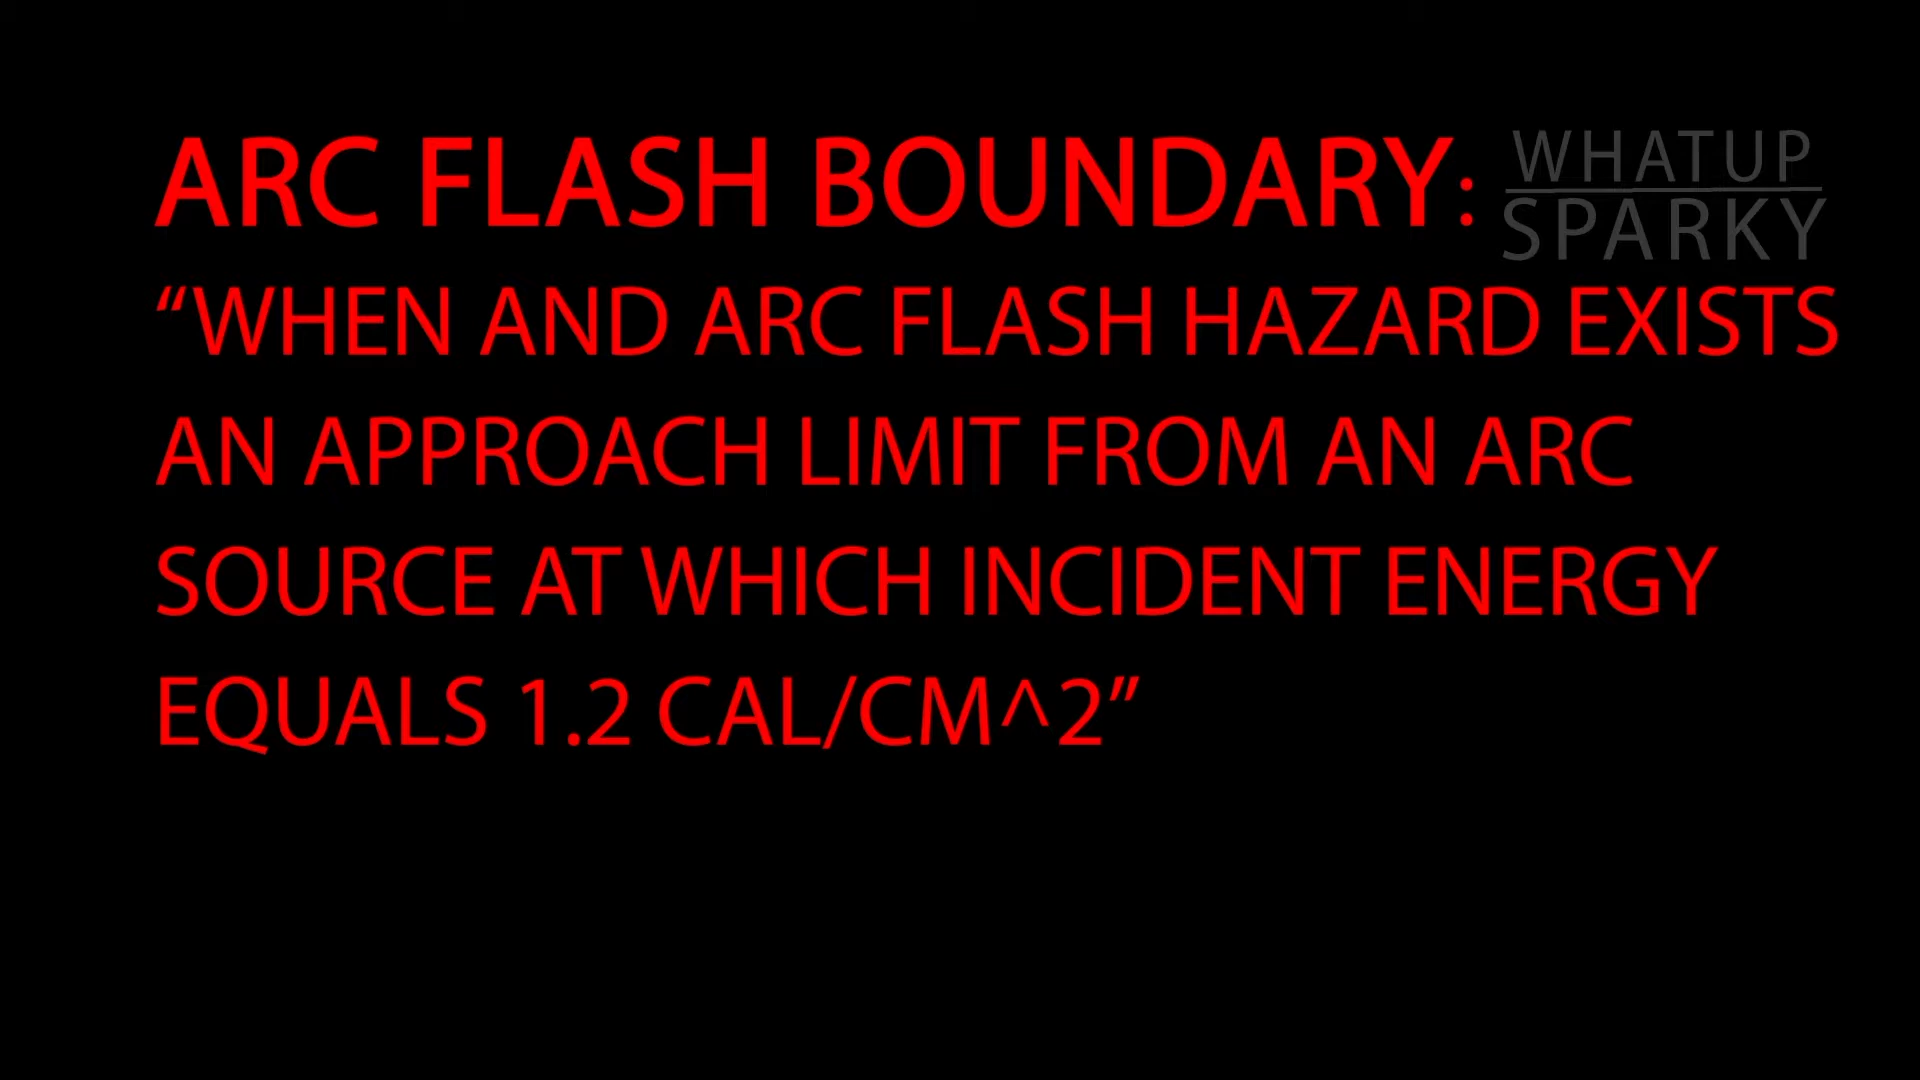 ARC FLASH BOUNDARY:
WHATUP
SPARKY
“WHEN AND ARC FLASH HAZARD EXISTS
AN APPROACH LIMIT FROM AN ARC
SOURCE AT WHICH INCIDENT ENERGY
EQUALS 1.2 CAL/CM^2”